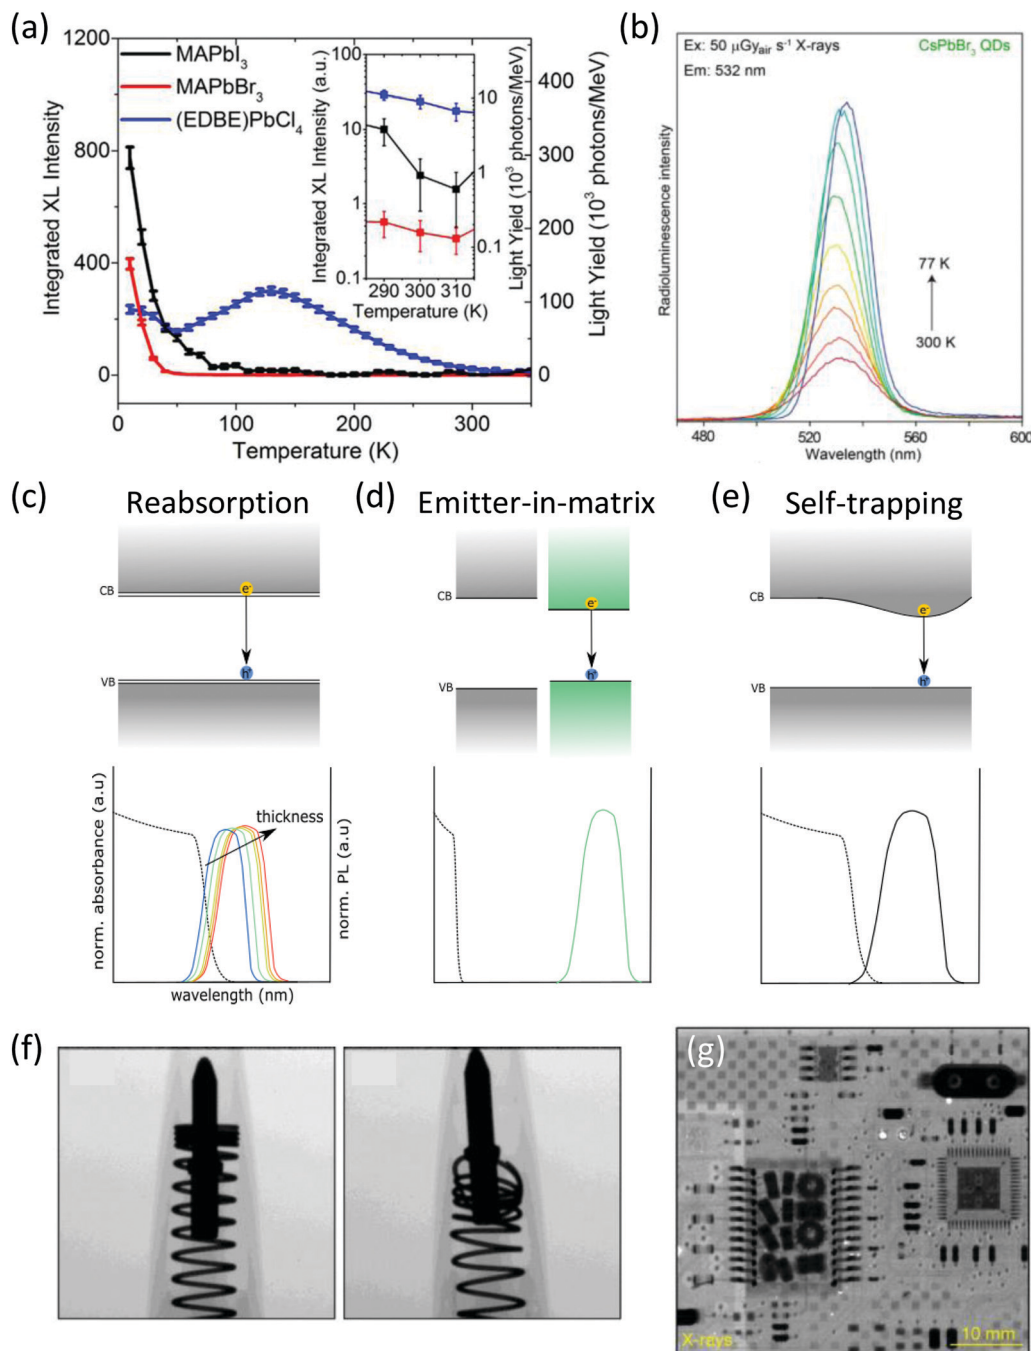 (a)
1200
800
400
0
Integrated XL Intensity
MAPbI₃
MAPbBr₃
(EDBE)PbCl₄
0
100
200
300
Temperature (K)
400
300
200
100
0
Light Yield (10³ photons/MeV)
Integrated XL Intensity (a.u.)
100
10
1
0.1
290
300
310
Temperature (K)
10
1
0.1
Light Yield (10³ photons/MeV)
(b)
Ex: 50 μGyₐᵢᵣ s⁻¹ X-rays
CsPbBr₃ QDs
Em: 532 nm
Radioluminescence intensity
77 K
300 K
480
520
560
600
Wavelength (nm)
(c)
Reabsorption
CB
e⁻
h⁺
VB
norm. absorbance (a.u)
thickness
norm. PL (a.u)
wavelength (nm)
(d)
Emitter-in-matrix
CB
e⁻
h⁺
VB
(e)
Self-trapping
CB
e⁻
h⁺
VB
(f)
(g)
X-rays
10 mm